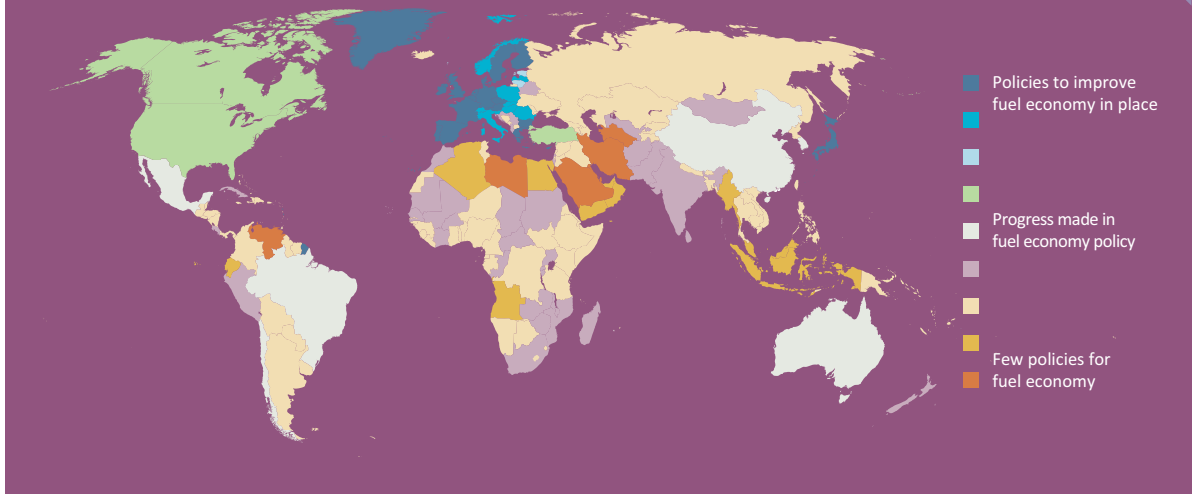 Policies to improve
fuel economy in place
Progress made in
fuel economy policy
Few policies for
fuel economy